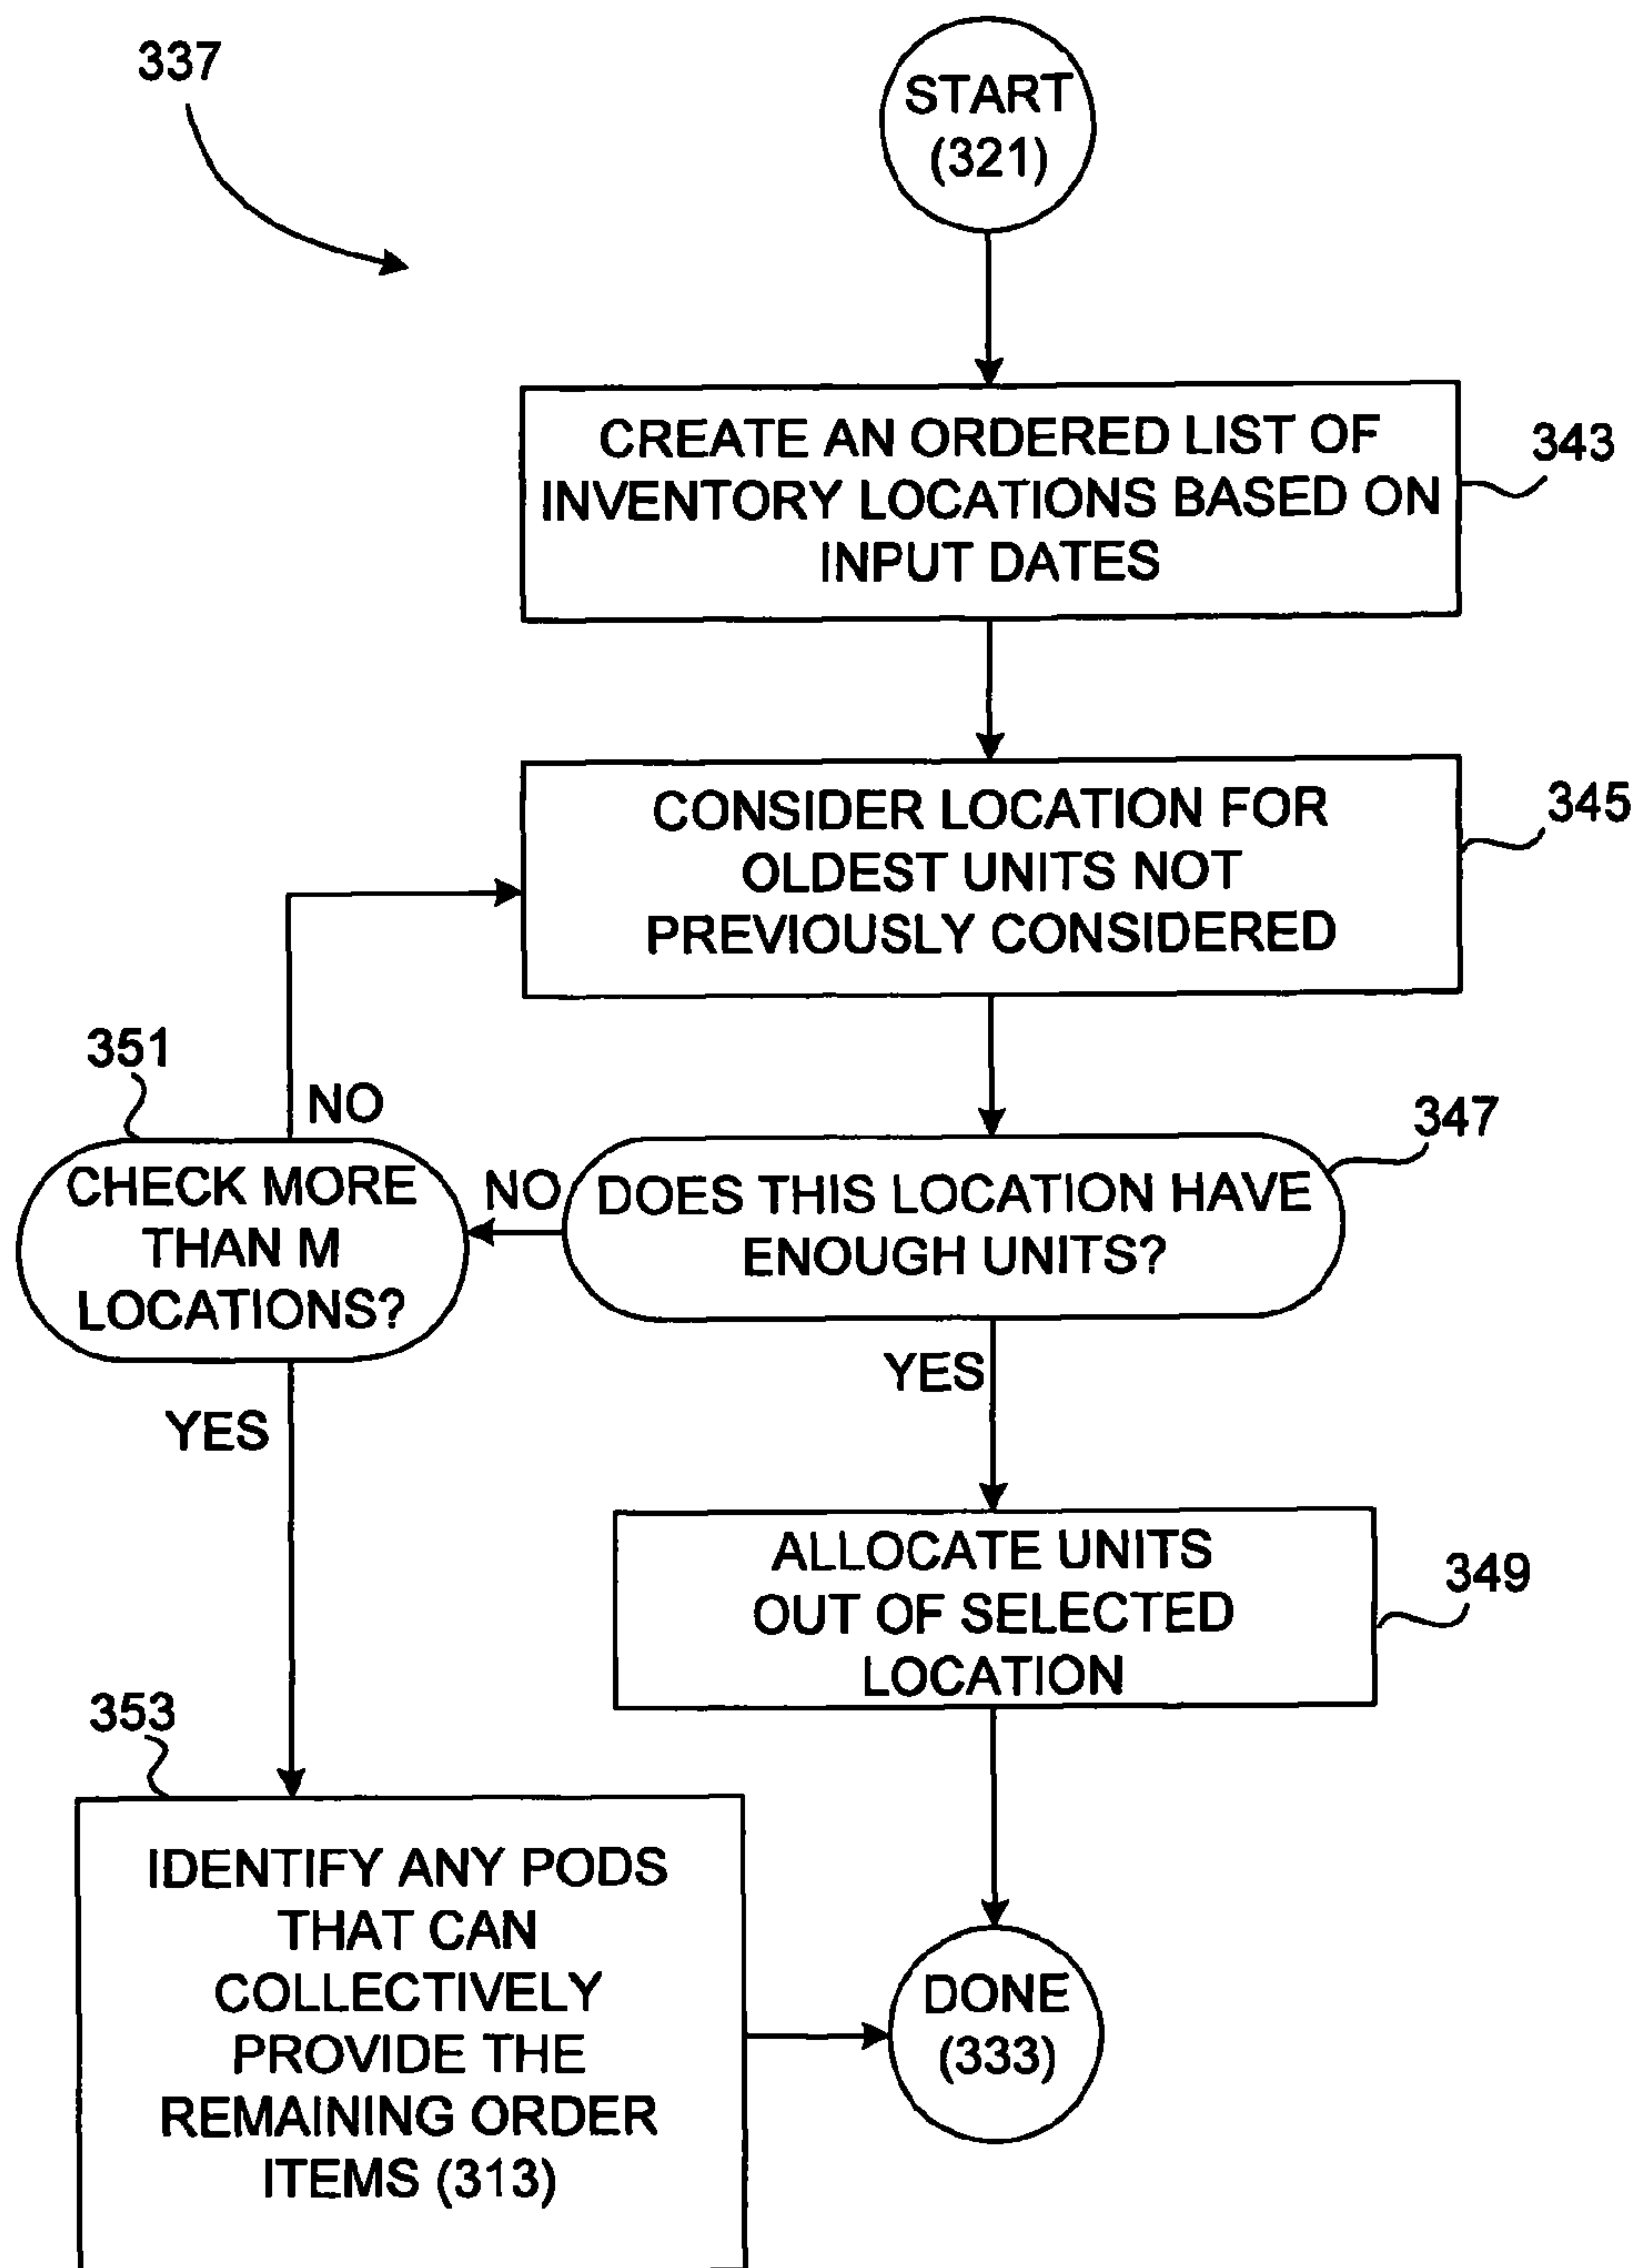 337
START
(321)
CREATE AN ORDERED LIST OF
INVENTORY LOCATIONS BASED ON
INPUT DATES
343
CONSIDER LOCATION FOR
OLDEST UNITS NOT
PREVIOUSLY CONSIDERED
345
351
NO
CHECK MORE
THAN M
LOCATIONS?
NO
DOES THIS LOCATION HAVE
ENOUGH UNITS?
347
YES
YES
ALLOCATE UNITS
OUT OF SELECTED
LOCATION
349
353
IDENTIFY ANY PODS
THAT CAN
COLLECTIVELY
PROVIDE THE
REMAINING ORDER
ITEMS (313)
DONE
(333)